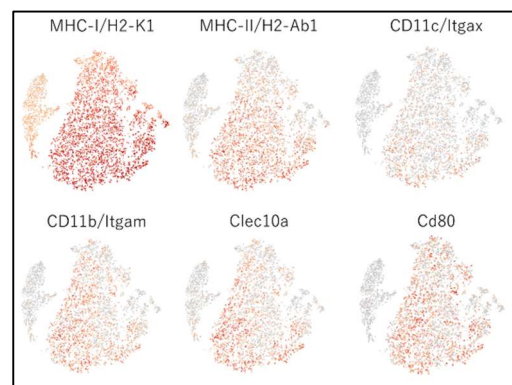 MHC-I/H2-K1 MHC-II/H2-Ab1 CD11c/Itgax
CD11b/Itgam Clec10a Cd80